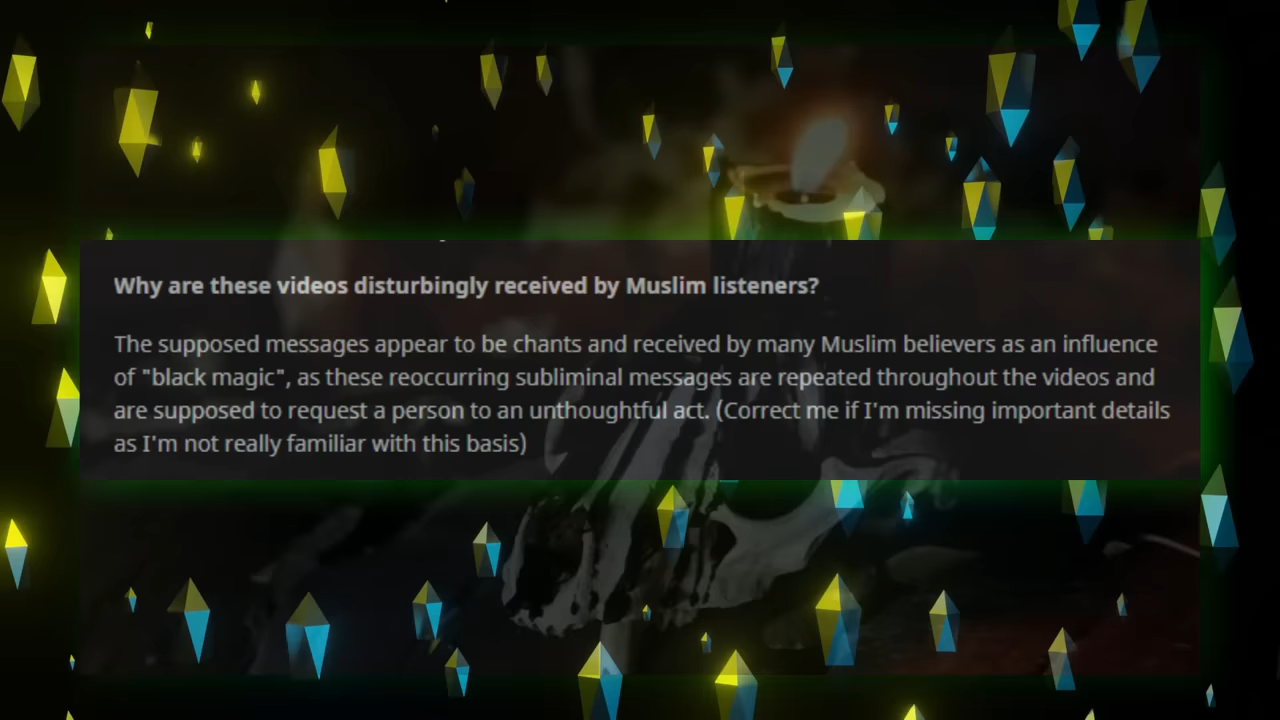 Why are these videos disturbingly received by Muslim listeners?
The supposed messages appear to be chants and received by many Muslim believers as an influence
of "black magic", as these reoccurring subliminal messages are repeated throughout the videos and
are supposed to request a person to an unthoughtful act. (Correct me if I'm missing important details
as I'm not really familiar with this basis)